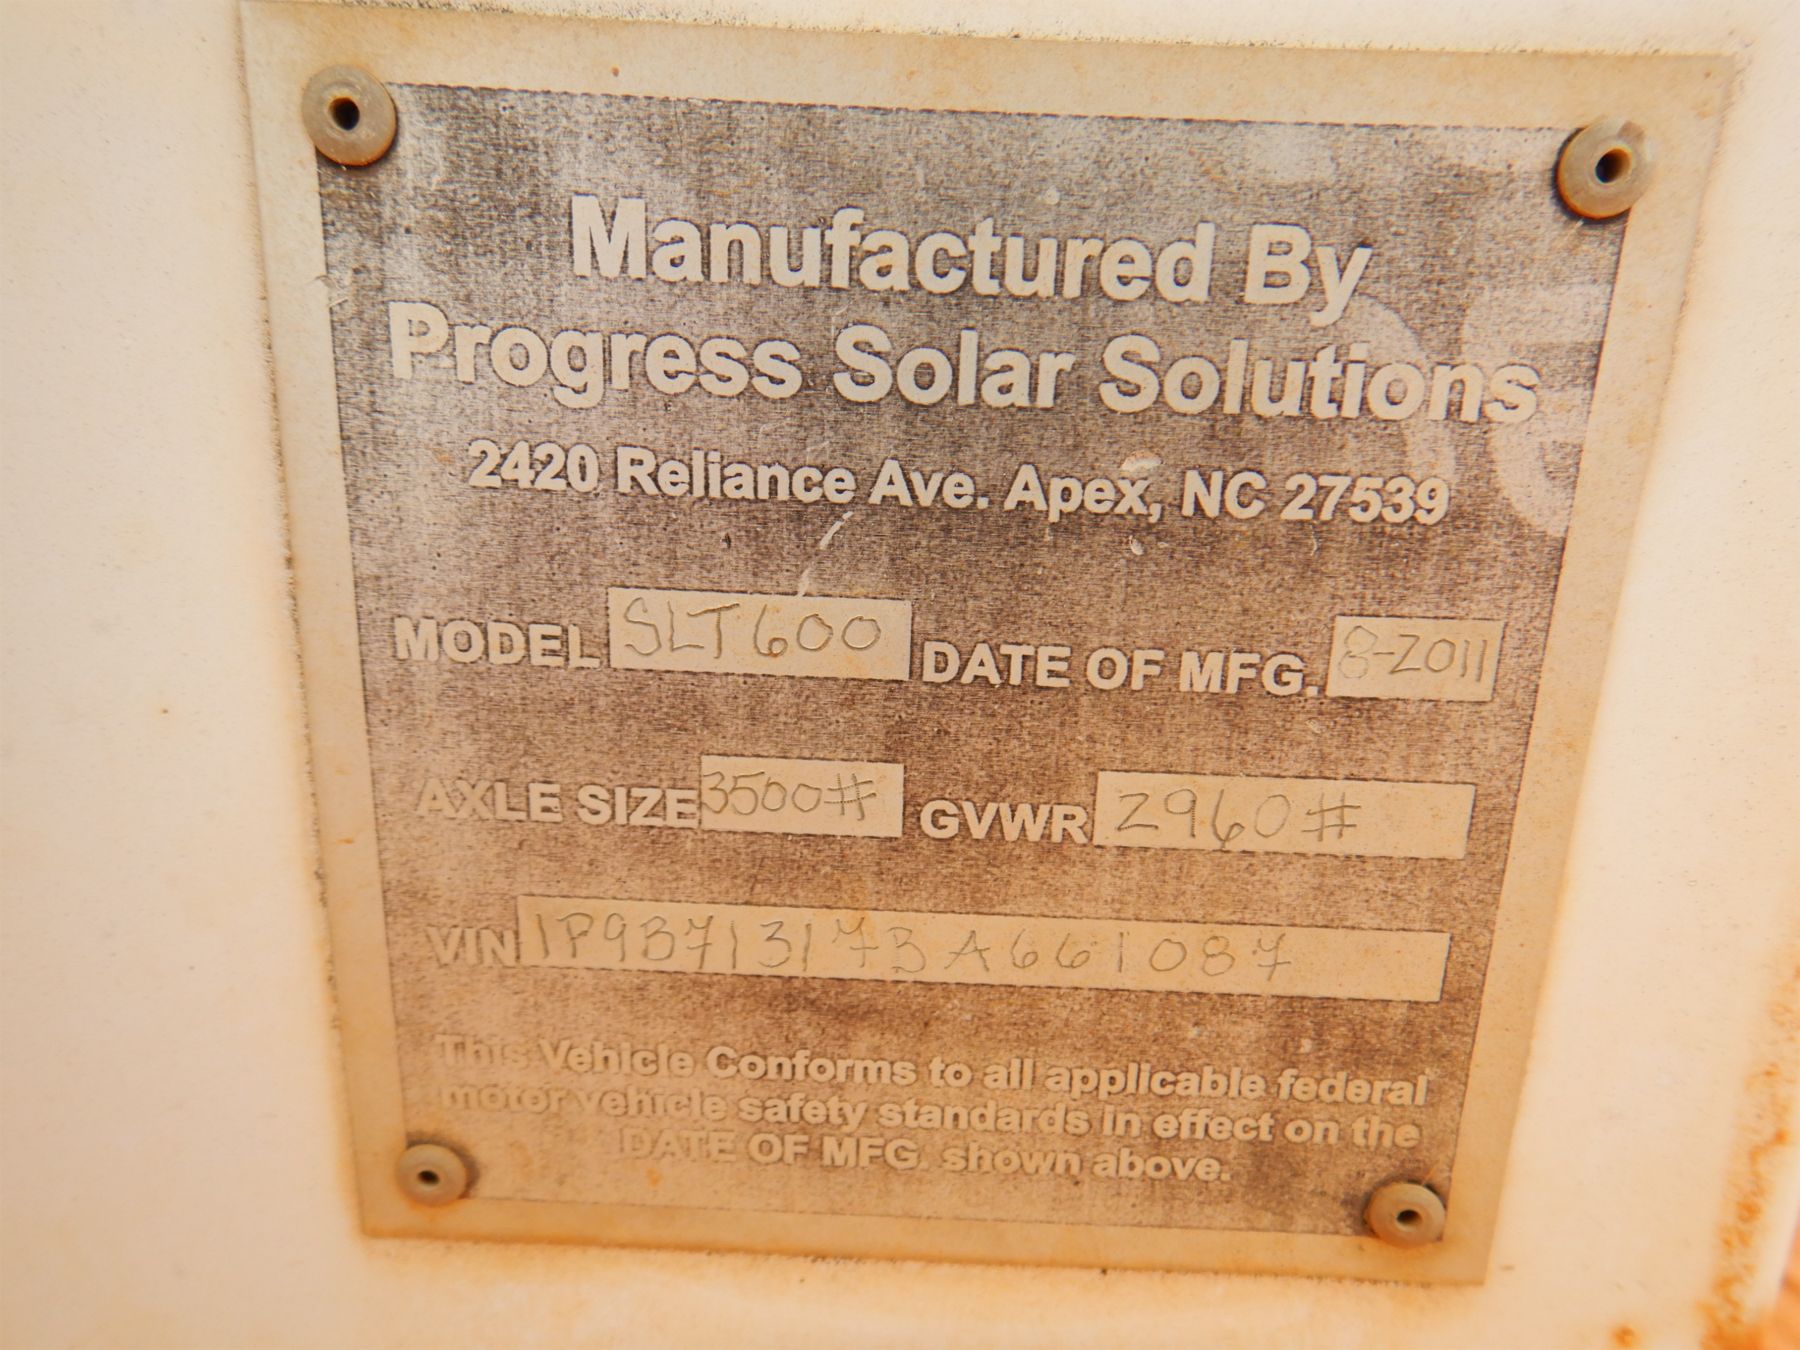 Manufactured By
Progress Solar Solutions
2420 Reliance Ave. Apex, NC 27539
MODEL SLT600 DATE OF MFG. 8-2011
AXLE SIZE 3500# GVWR 2960#
VIN 1P9B71317BA661087
This Vehicle Conforms to all applicable federal
motor vehicle safety standards in effect on the
DATE OF MFG. shown above.